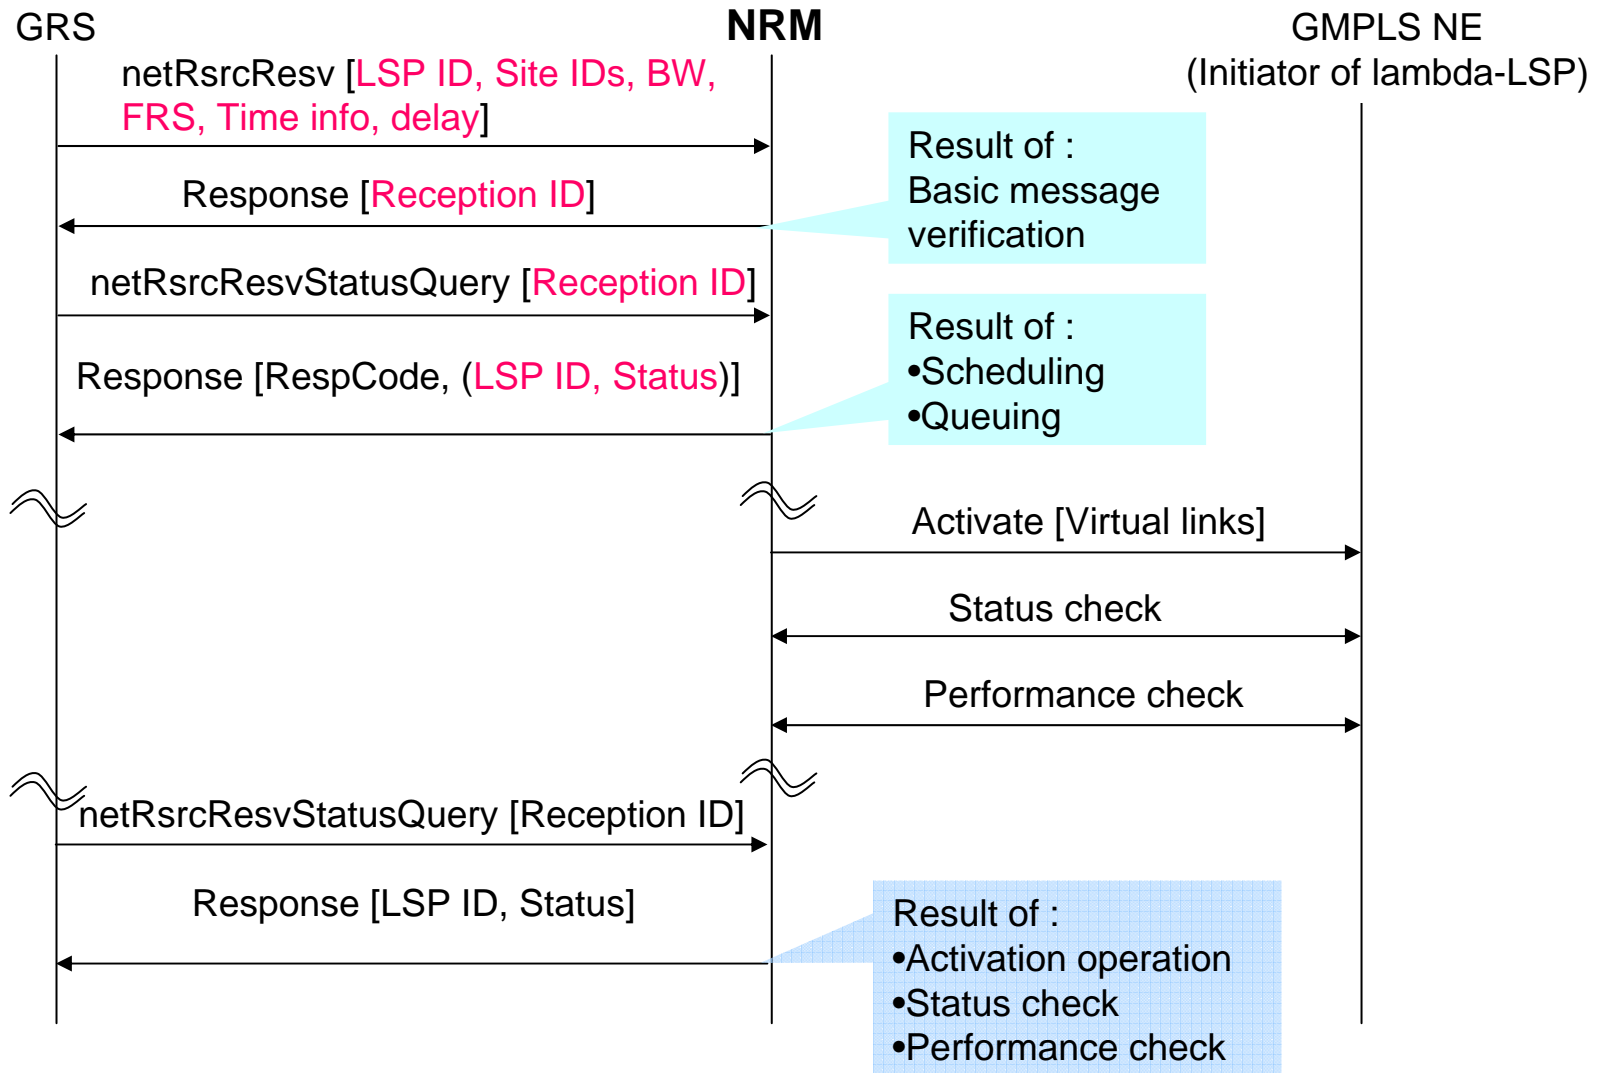 GRS
NRM
GMPLS NE
(Initiator of lambda-LSP)
netRsrcResv [LSP ID, Site IDs, BW,
FRS, Time info, delay]
Result of :
Basic message
verification
Response [Reception ID]
netRsrcResvStatusQuery [Reception ID]
Result of :
•Scheduling
•Queuing
Response [RespCode, (LSP ID, Status)]
Activate [Virtual links]
Status check
Performance check
netRsrcResvStatusQuery [Reception ID]
Response [LSP ID, Status]
Result of :
•Activation operation
•Status check
•Performance check